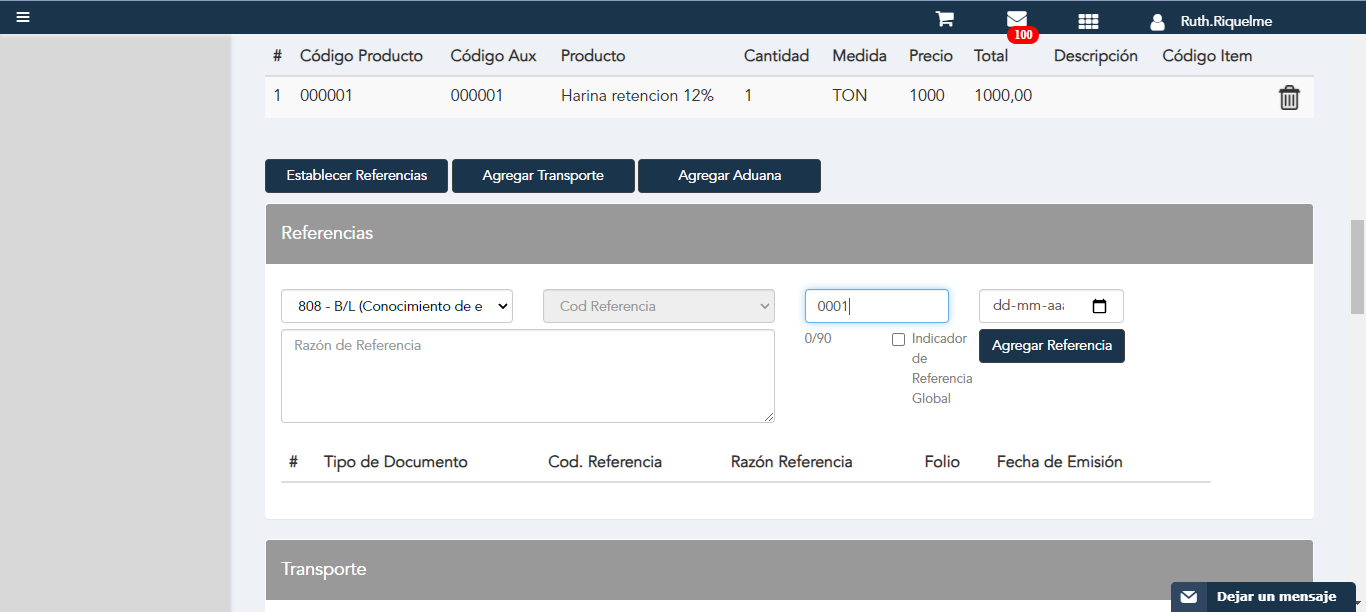 Ruth.Riquelme
100
# Código Producto Código Aux Producto Cantidad Medida Precio Total Descripción Código Item
1 000001 000001 Harina retencion 12% 1 TON 1000 1000,00
Establecer Referencias Agregar Transporte Agregar Aduana
Referencias
808 - B/L (Conocimiento de e Cod Referencia 0001 dd-mm-aa
Razón de Referencia 0/90 Indicador Agregar Referencia
de
Referencia
Global
# Tipo de Documento Cod. Referencia Razón Referencia Folio Fecha de Emisión
Transporte
Dejar un mensaje